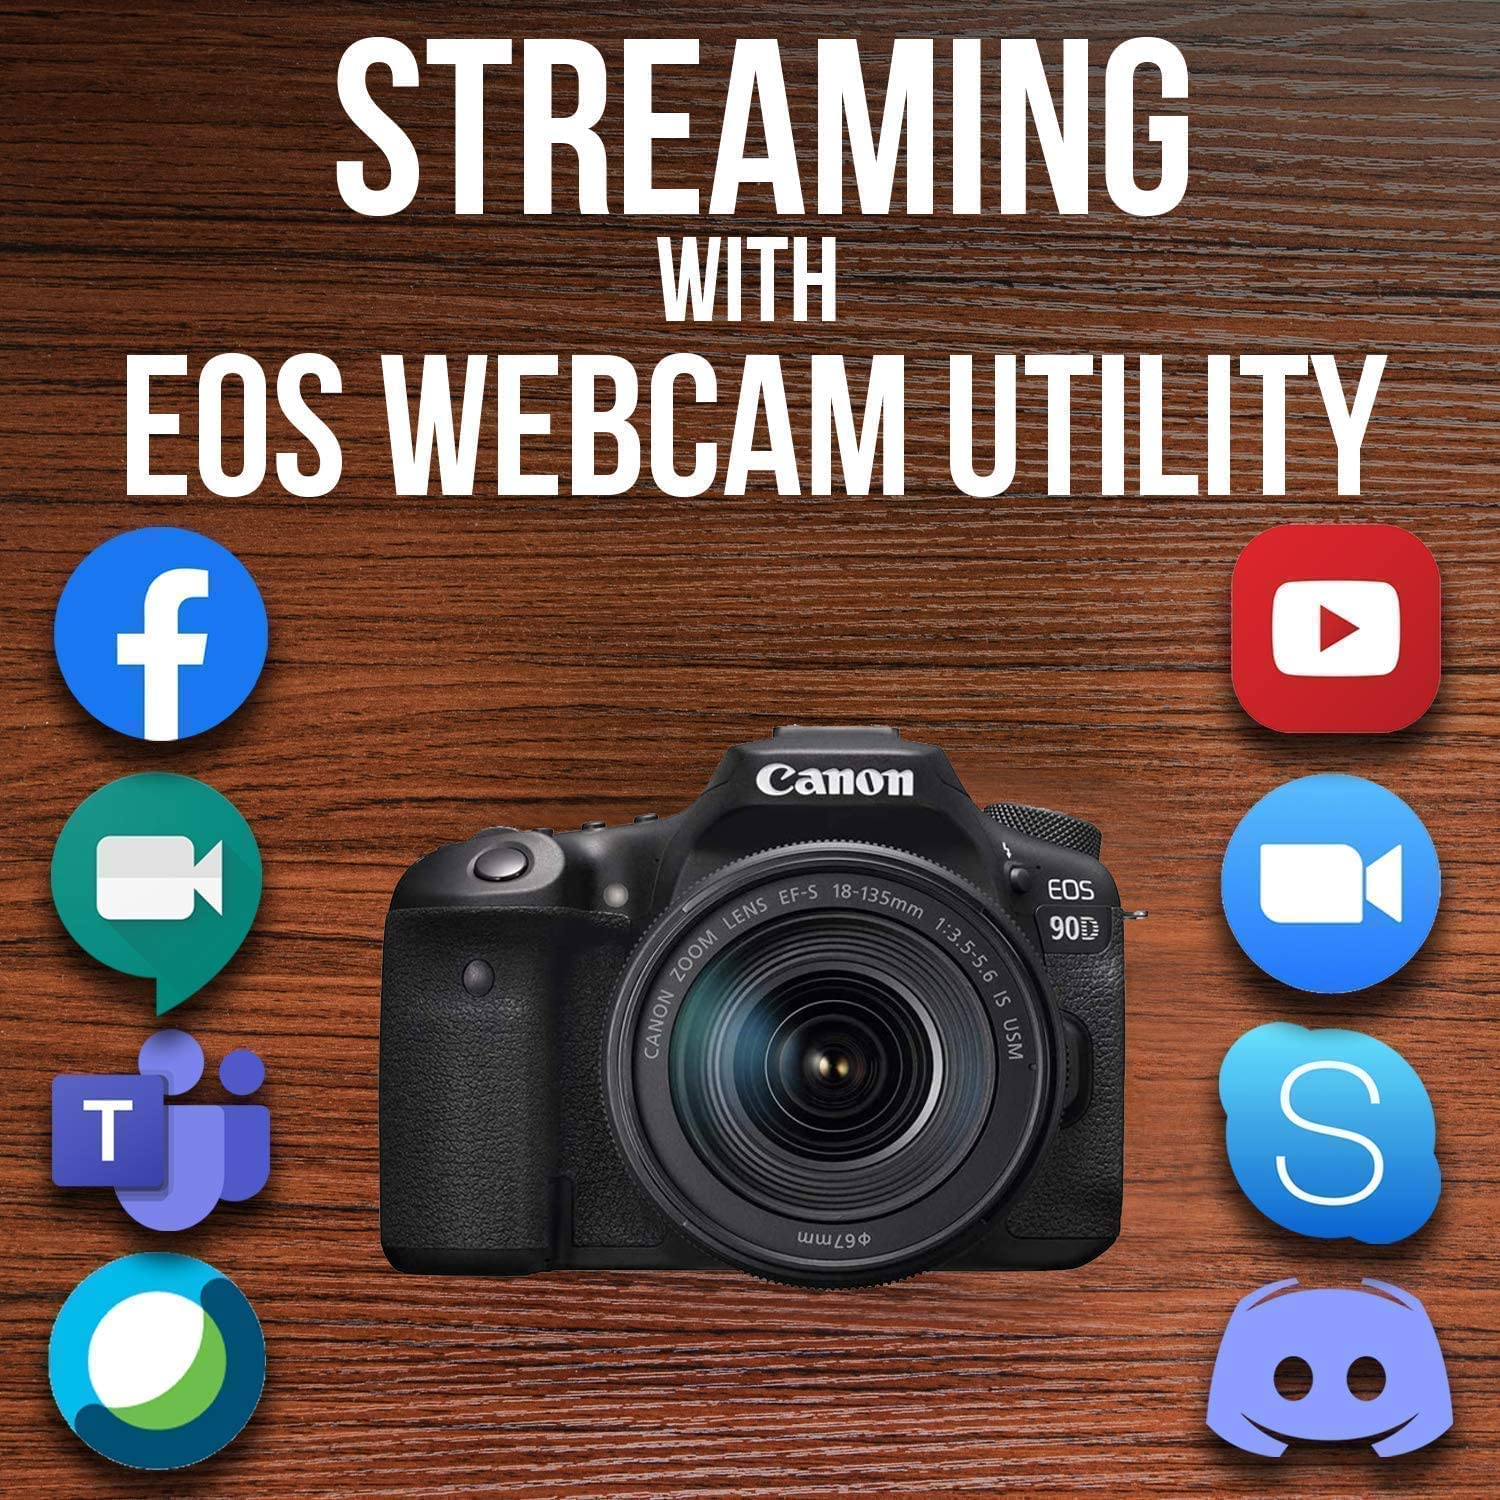 STREAMING
WITH
EOS WEBCAM UTILITY
f
Canon
EOS
90D
CANON ZOOM LENS EF-S 18-135mm 1:3.5-5.6 IS USM
T
S
Φ67mm